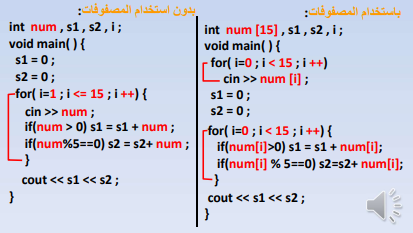 بدون استخدام المصفوفات:
int num , s1 , s2 , i ;
void main( ) {
s1 = 0 ;
s2 = 0 ;
for( i=1 ; i <= 15 ; i ++) {
cin >> num ;
if(num > 0) s1 = s1 + num ;
if(num%5==0) s2 = s2+ num ;
}
cout << s1 << s2 ;
}
باستخدام المصفوفات:
int num [15] , s1 , s2 , i ;
void main( ) {
for( i=0 ; i < 15 ; i ++)
cin >> num [i] ;
s1 = 0 ;
s2 = 0 ;
for( i=0 ; i < 15 ; i ++) {
if(num[i]>0) s1 = s1 + num[i];
if(num[i] % 5==0) s2=s2+ num[i];
}
cout << s1 << s2 ;
}